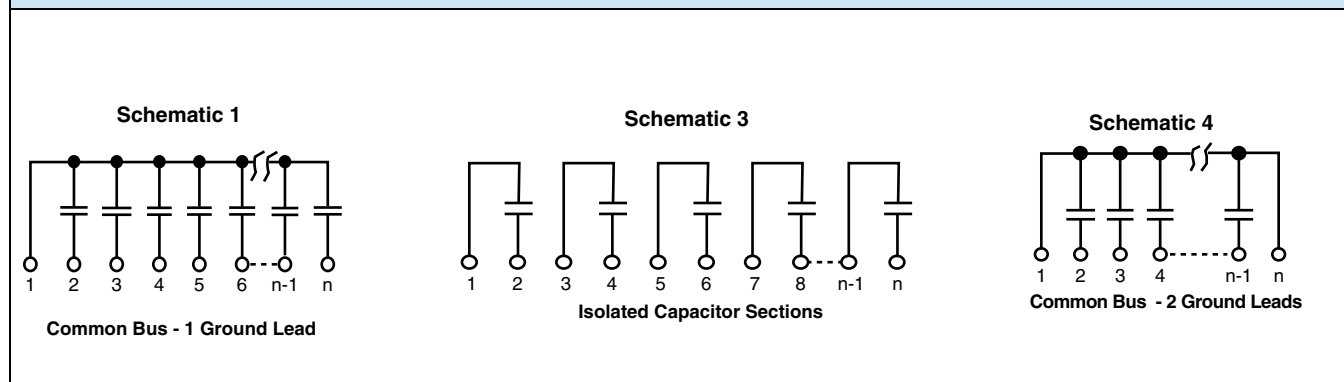 Schematic 1
1 2 3 4 5 6 n-1 n
Common Bus - 1 Ground Lead
Schematic 3
1 2 3 4 5 6 7 8 n-1 n
Isolated Capacitor Sections
Schematic 4
1 2 3 4 n-1 n
Common Bus - 2 Ground Leads